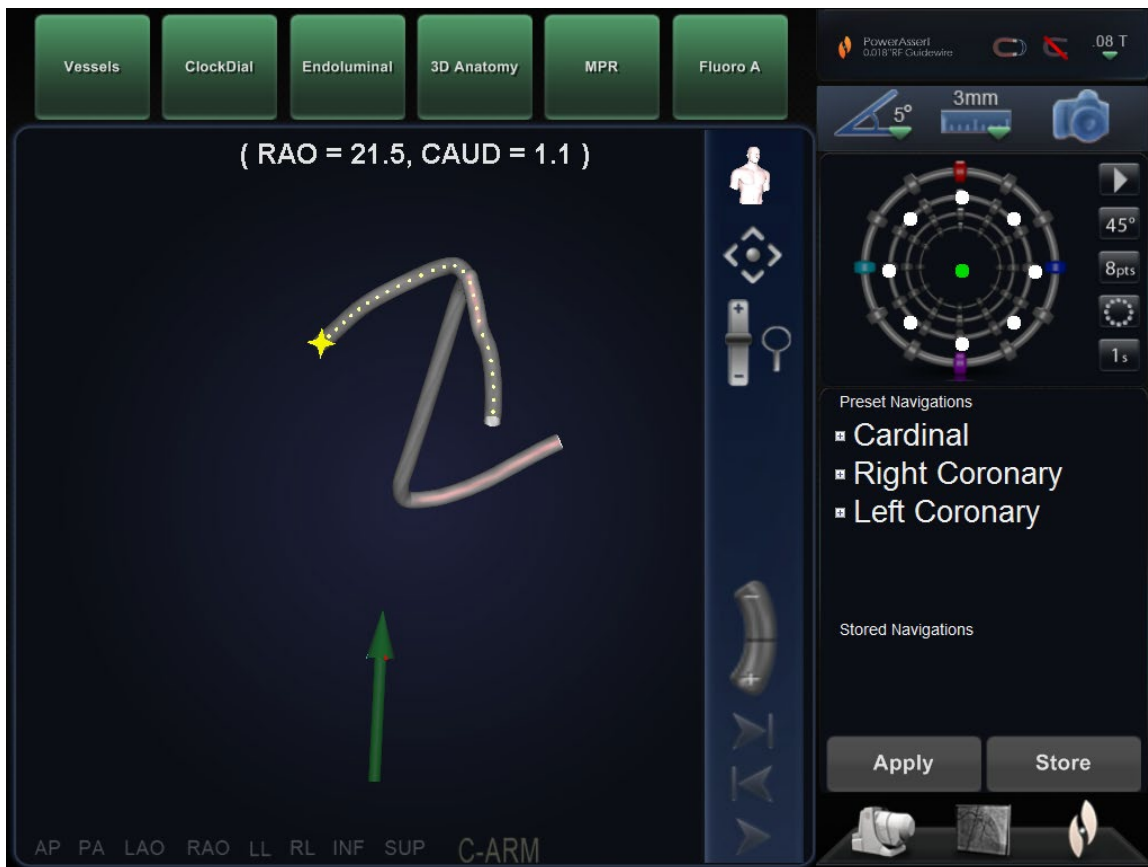 Vessels
ClockDial
Endoluminal
3D Anatomy
MPR
Fluoro A
PowerAssert
0.018"RF Guidewire
.08 T
5°
3mm
( RAO = 21.5, CAUD = 1.1 )
45°
8pts
1s
Preset Navigations
Cardinal
Right Coronary
Left Coronary
Stored Navigations
Apply
Store
AP PA LAO RAO LL RL INF SUP C-ARM